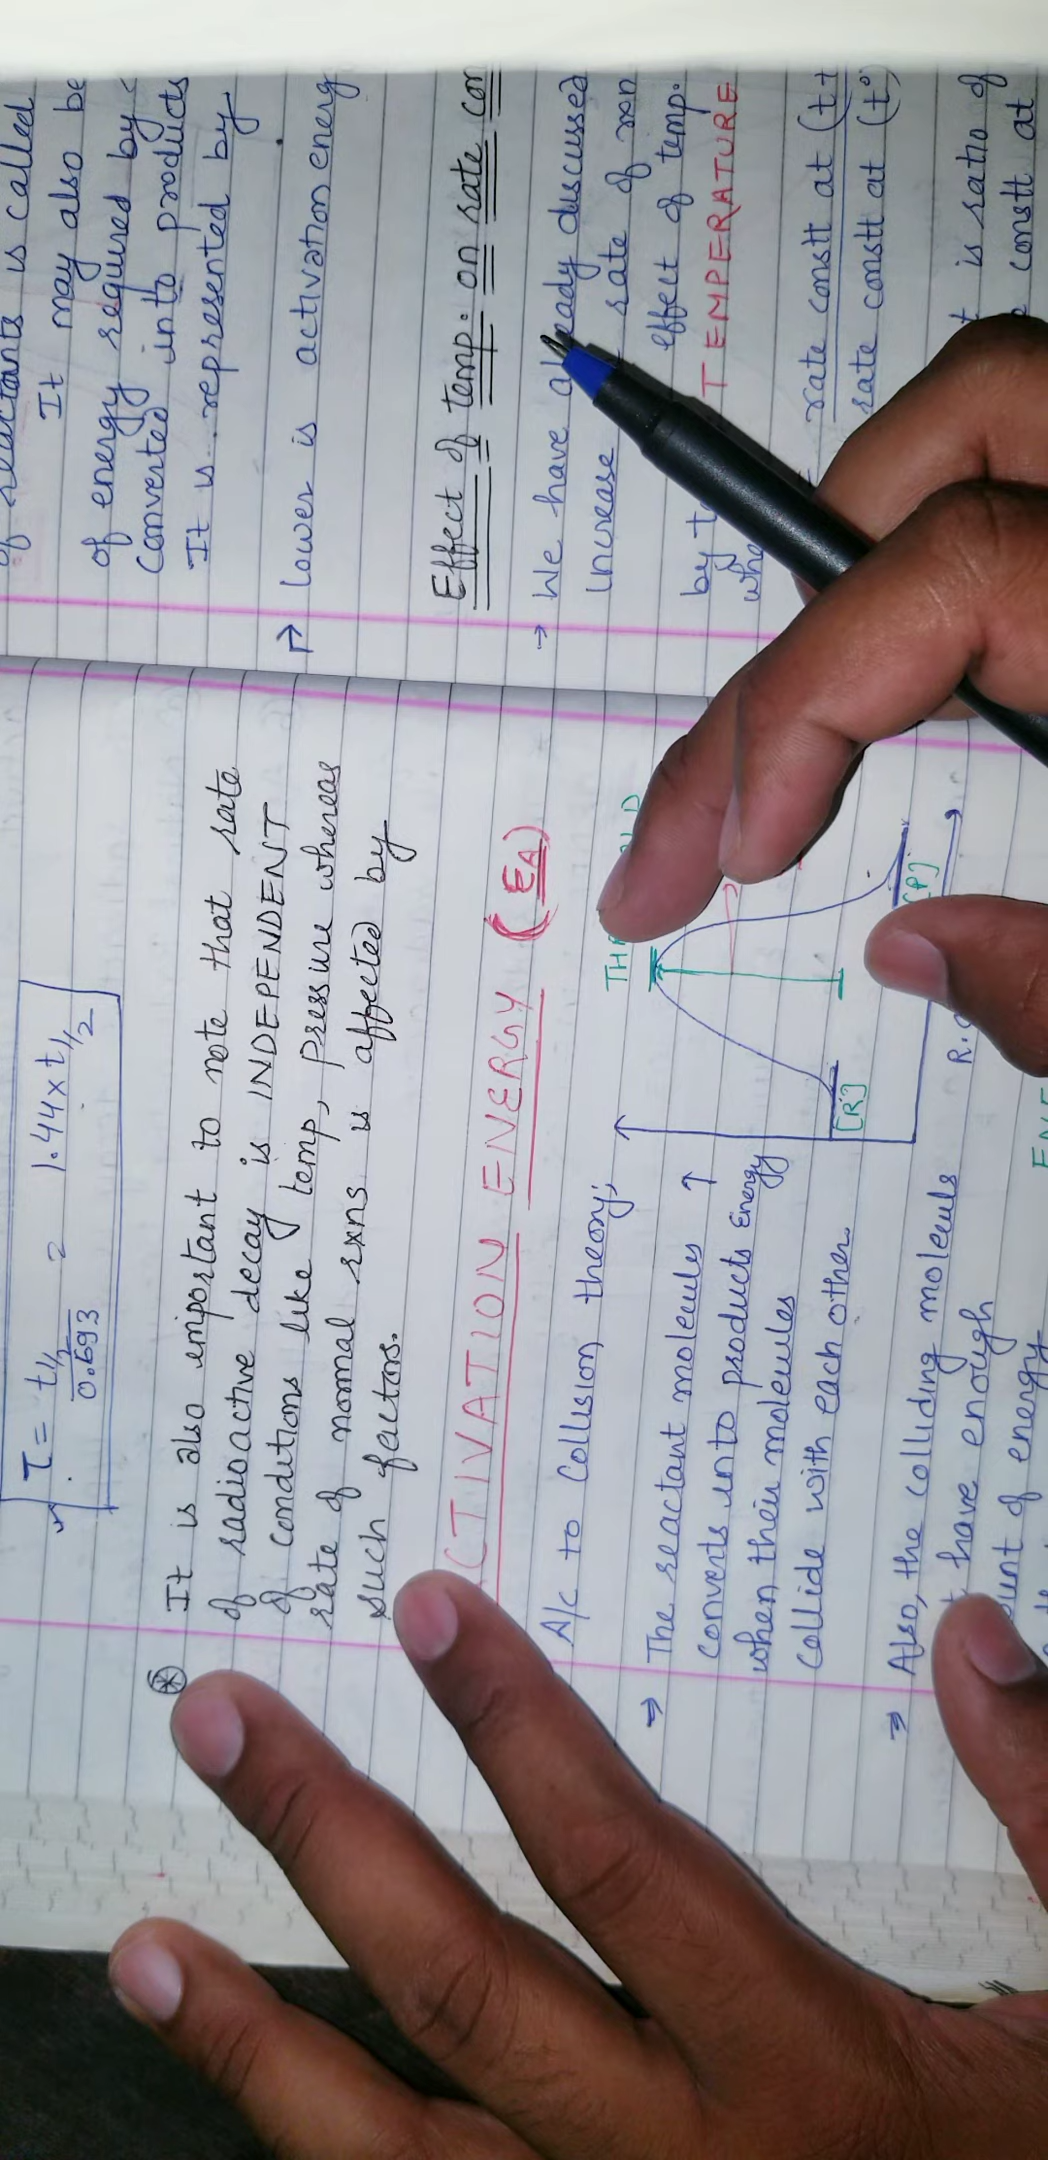 τ = t½ / 0.693 = 1.44 x t½
It is also important to note that rate
of radioactive decay is INDEPENDENT
of conditions like temp, pressure whereas
rate of normal rxns is affected by
such factors.
CTIVATION ENERGY (EA)
A/c to Collision theory;
→ The reactant molecules
converts into products
when their molecules
collide with each other.
Energy
[R]
[P]
→ Also, the colliding molecules
have enough
of energy
of reactants is called
It may also be
of energy required by
converted into products
It is represented by
→ Lower is activation energ
Effect of temp. on rate con
→ We have already discussed
increase rate of rxn
effect of temp.
by
TEMPERATURE
rate constt at (t+
rate constt at (t°)
is ratio of
constt at